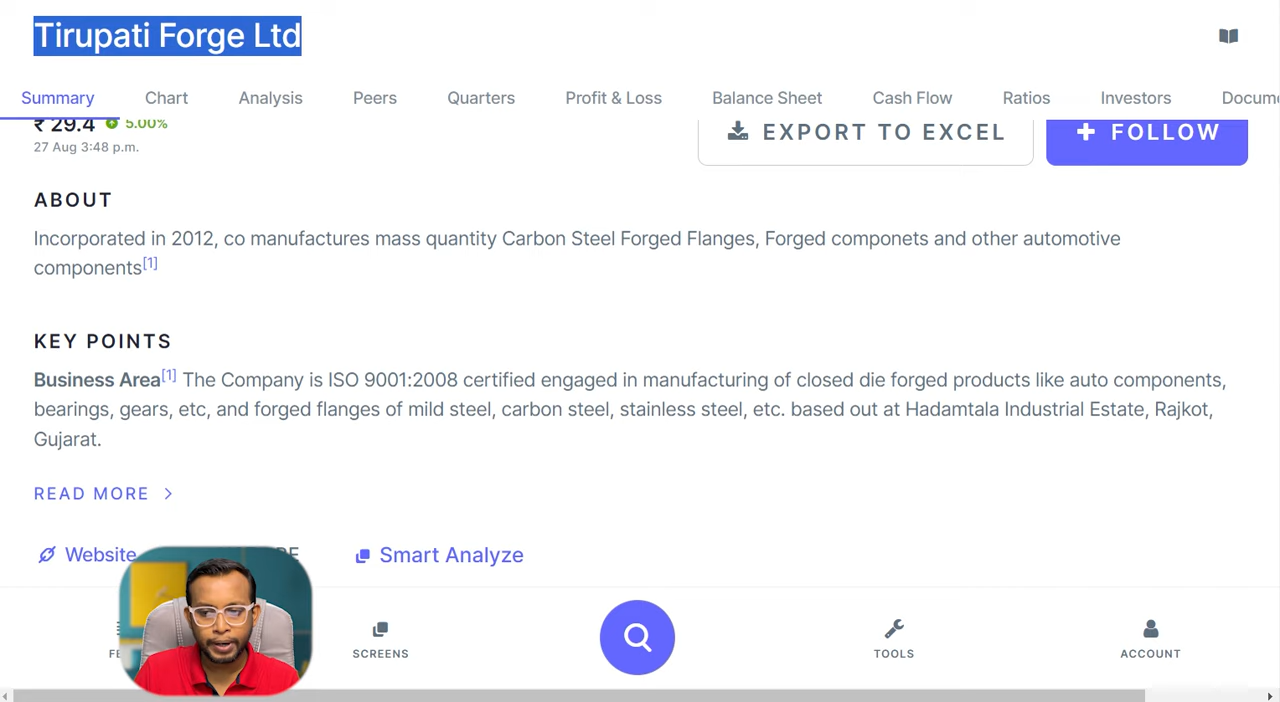 Tirupati Forge Ltd
Summary Chart Analysis Peers Quarters Profit & Loss Balance Sheet Cash Flow Ratios Investors Docum
₹ 29.4 5.00%
27 Aug 3:48 p.m.
EXPORT TO EXCEL
FOLLOW
ABOUT
Incorporated in 2012, co manufactures mass quantity Carbon Steel Forged Flanges, Forged componets and other automotive
components[1]
KEY POINTS
Business Area[1] The Company is ISO 9001:2008 certified engaged in manufacturing of closed die forged products like auto components,
bearings, gears, etc, and forged flanges of mild steel, carbon steel, stainless steel, etc. based out at Hadamtala Industrial Estate, Rajkot,
Gujarat.
READ MORE
Website Smart Analyze
SCREENS TOOLS ACCOUNT